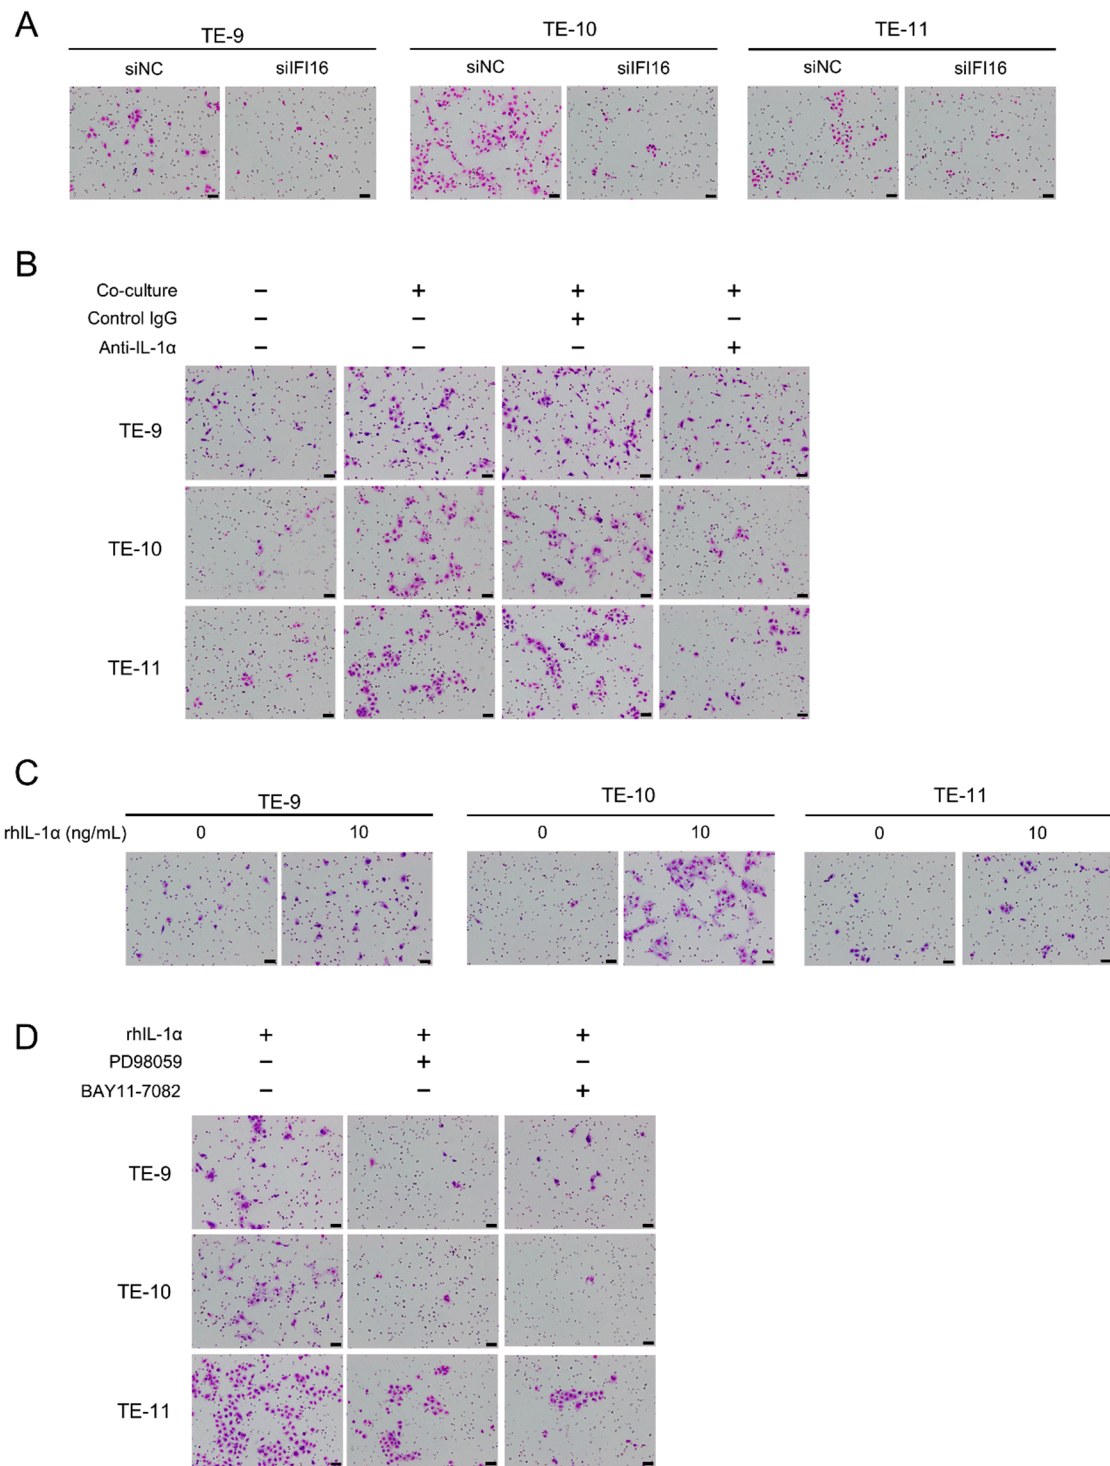 A
TE-9 TE-10 TE-11
siNC siIFI16 siNC siIFI16 siNC siIFI16
B
Co-culture − + + +
Control IgG − − + −
Anti-IL-1α − − − +
TE-9
TE-10
TE-11
C
TE-9 TE-10 TE-11
rhIL-1α (ng/mL) 0 10 0 10 0 10
D
rhIL-1α + + +
PD98059 − + −
BAY11-7082 − − +
TE-9
TE-10
TE-11